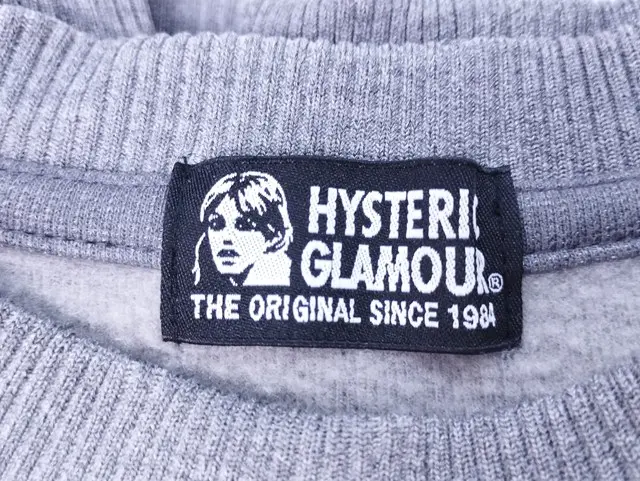 HYSTERIC
GLAMOUR®
THE ORIGINAL SINCE 1984